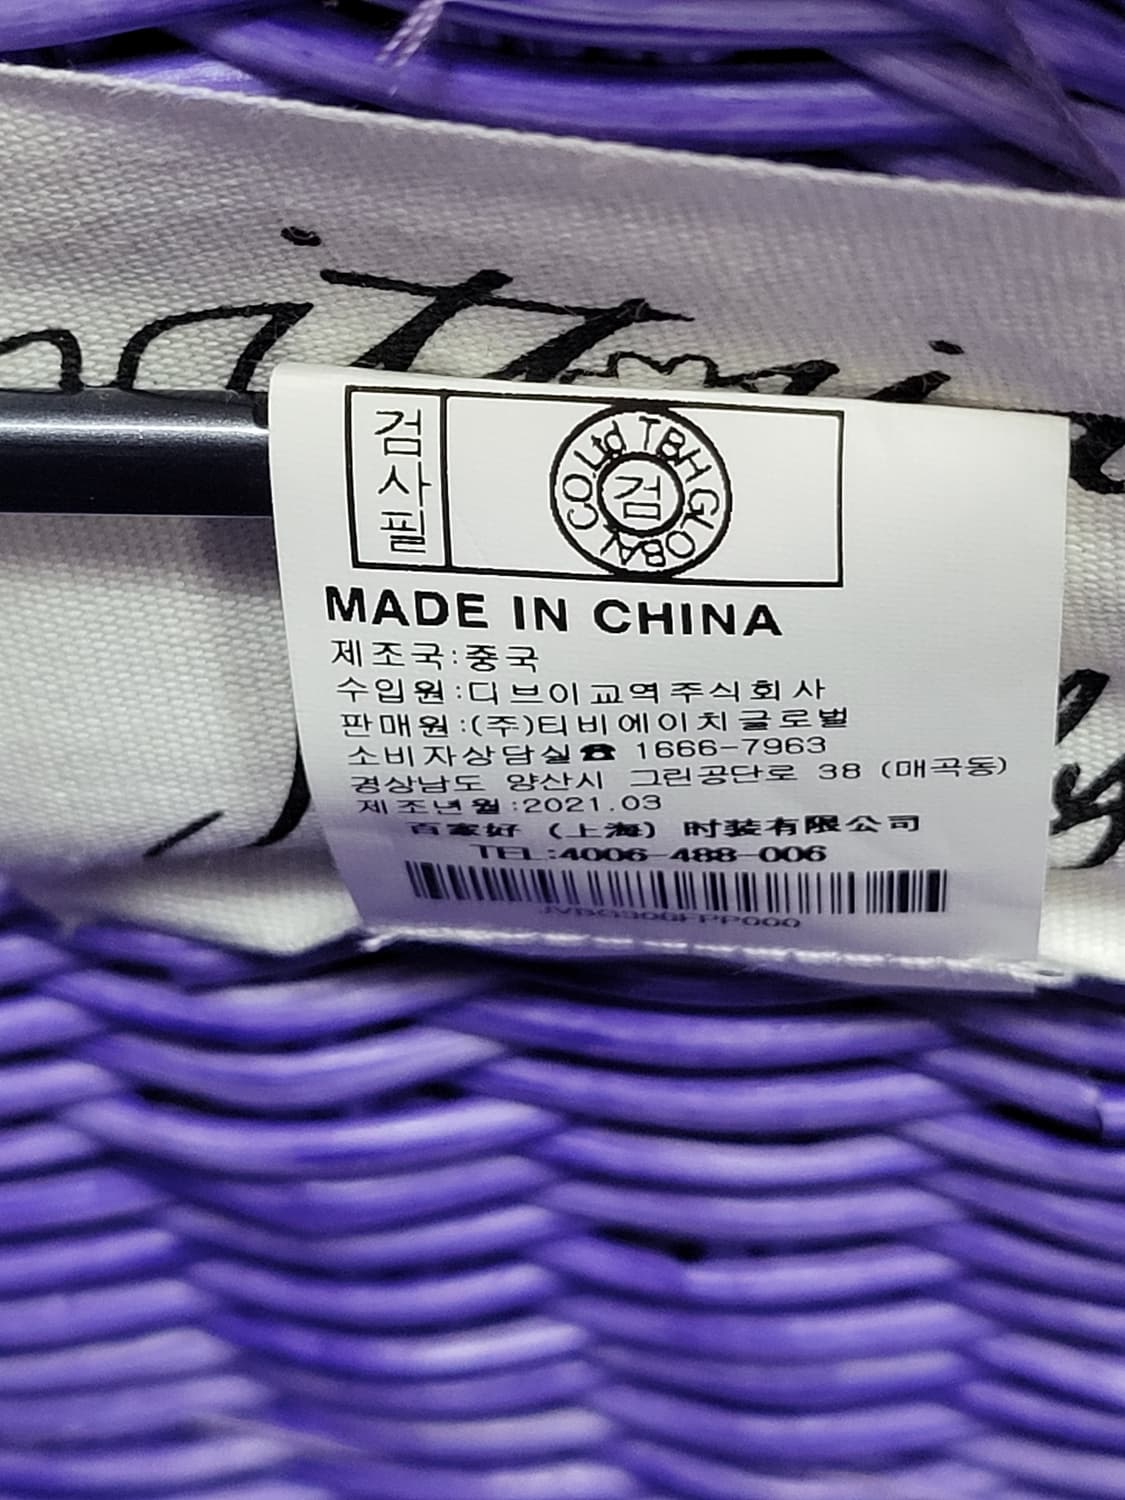 검사필
TBH GLOBAL CO.Ltd
검
MADE IN CHINA
제조국:중국
수입원:디브이교역주식회사
판매원:(주)티비에이치글로벌
소비자상담실☎ 1666-7963
경상남도 양산시 그린공단로 38 (매곡동)
제조년월:2021.03
百家好（上海）时装有限公司
TEL:4006-488-006